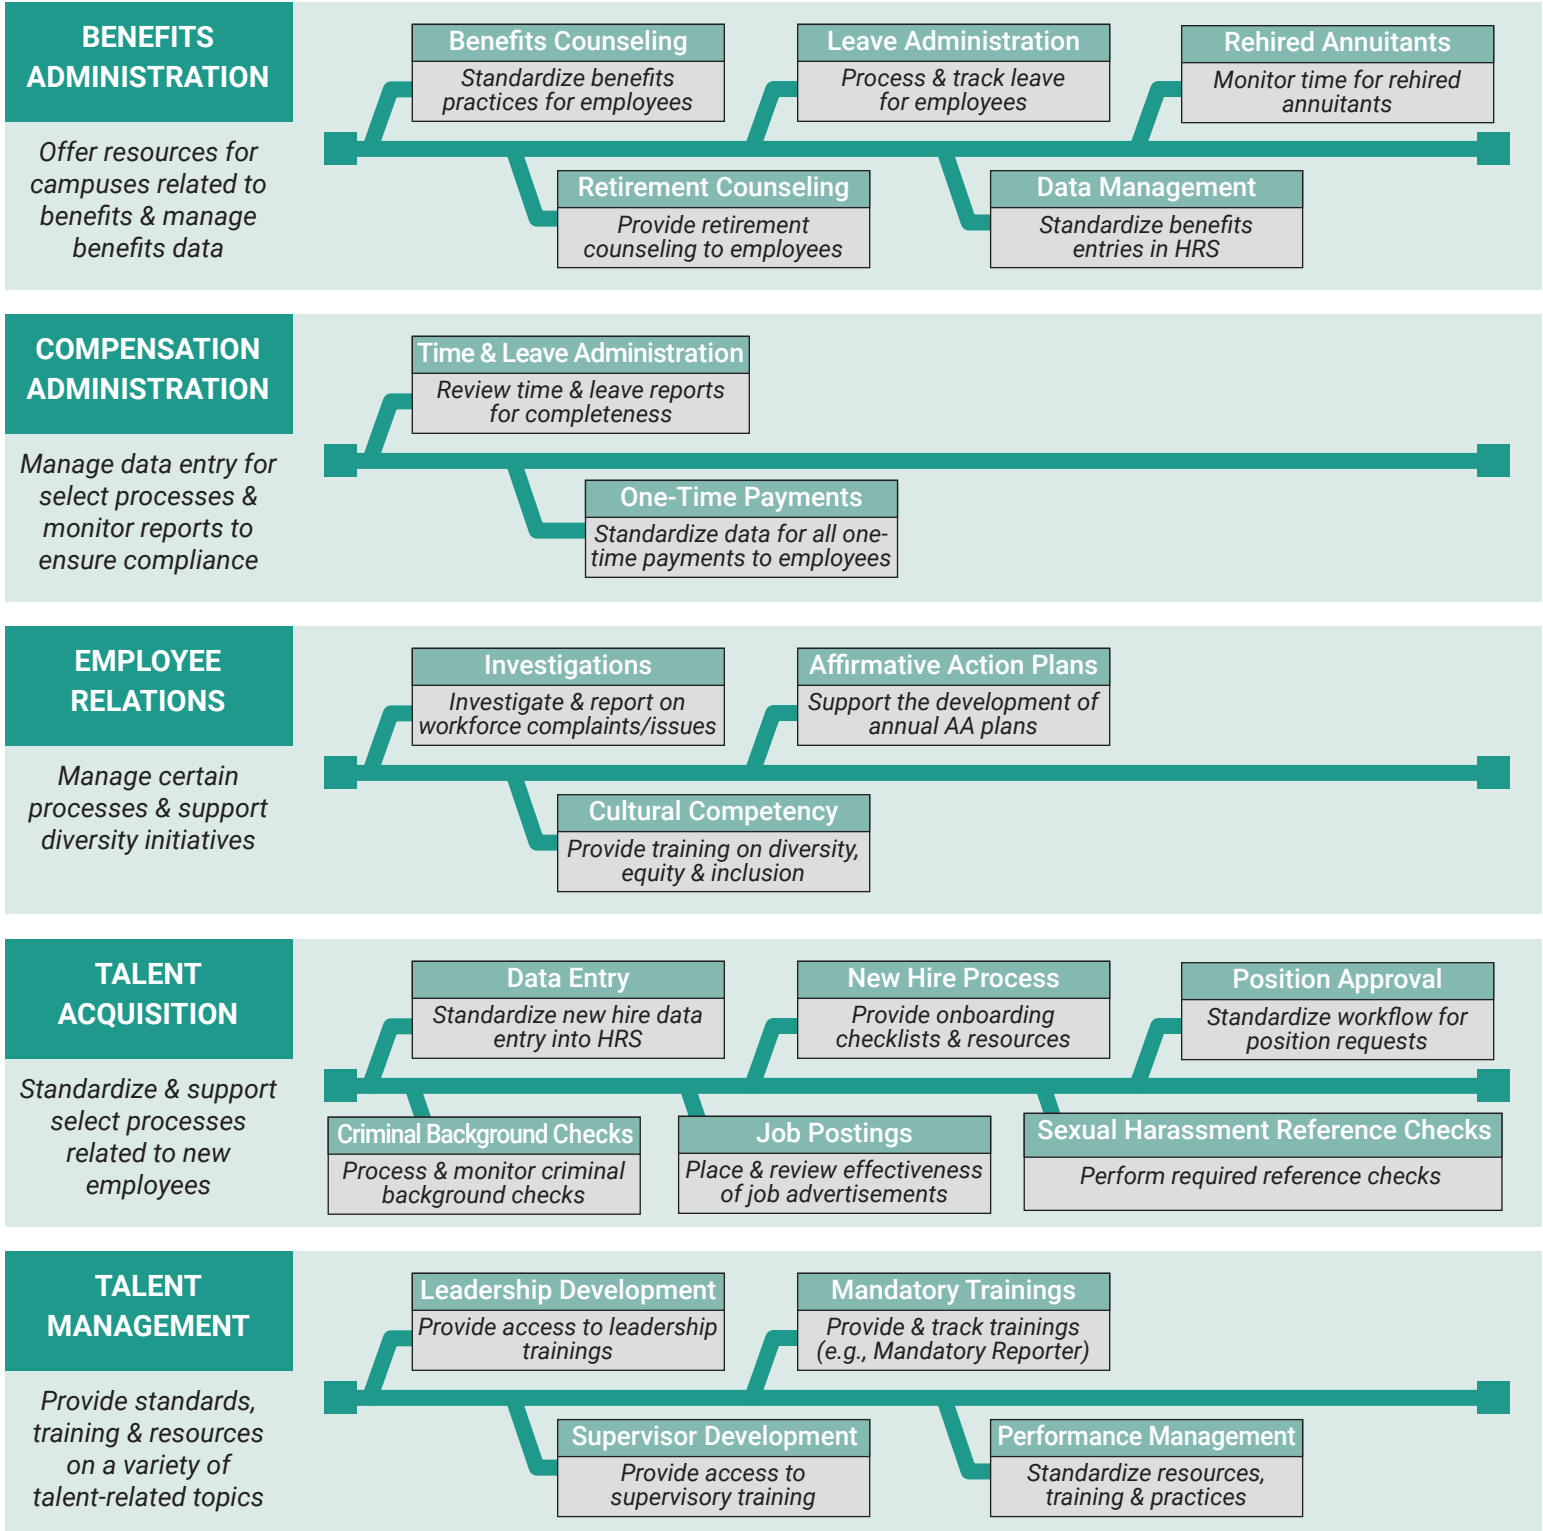 BENEFITS
ADMINISTRATION
Offer resources for
campuses related to
benefits & manage
benefits data
Benefits Counseling
Standardize benefits
practices for employees
Leave Administration
Process & track leave
for employees
Rehired Annuitants
Monitor time for rehired
annuitants
Retirement Counseling
Provide retirement
counseling to employees
Data Management
Standardize benefits
entries in HRS
COMPENSATION
ADMINISTRATION
Manage data entry for
select processes &
monitor reports to
ensure compliance
Time & Leave Administration
Review time & leave reports
for completeness
One-Time Payments
Standardize data for all one-
time payments to employees
EMPLOYEE
RELATIONS
Manage certain
processes & support
diversity initiatives
Investigations
Investigate & report on
workforce complaints/issues
Affirmative Action Plans
Support the development of
annual AA plans
Cultural Competency
Provide training on diversity,
equity & inclusion
TALENT
ACQUISITION
Standardize & support
select processes
related to new
employees
Data Entry
Standardize new hire data
entry into HRS
New Hire Process
Provide onboarding
checklists & resources
Position Approval
Standardize workflow for
position requests
Criminal Background Checks
Process & monitor criminal
background checks
Job Postings
Place & review effectiveness
of job advertisements
Sexual Harassment Reference Checks
Perform required reference checks
TALENT
MANAGEMENT
Provide standards,
training & resources
on a variety of
talent-related topics
Leadership Development
Provide access to leadership
trainings
Mandatory Trainings
Provide & track trainings
(e.g., Mandatory Reporter)
Supervisor Development
Provide access to
supervisory training
Performance Management
Standardize resources,
training & practices